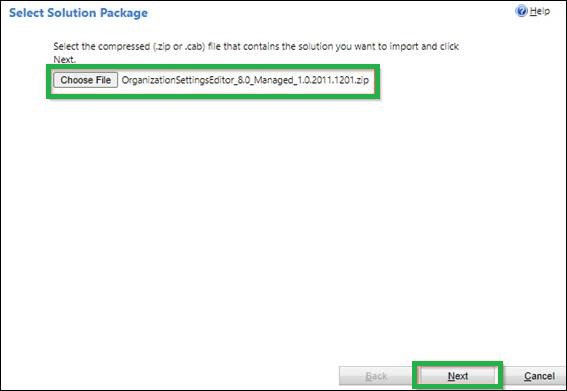 Select Solution Package
Help
Select the compressed (.zip or .cab) file that contains the solution you want to import and click
Next.
Choose File OrganizationSettingsEditor_8.0_Managed_1.0.2011.1201.zip
Back Next Cancel